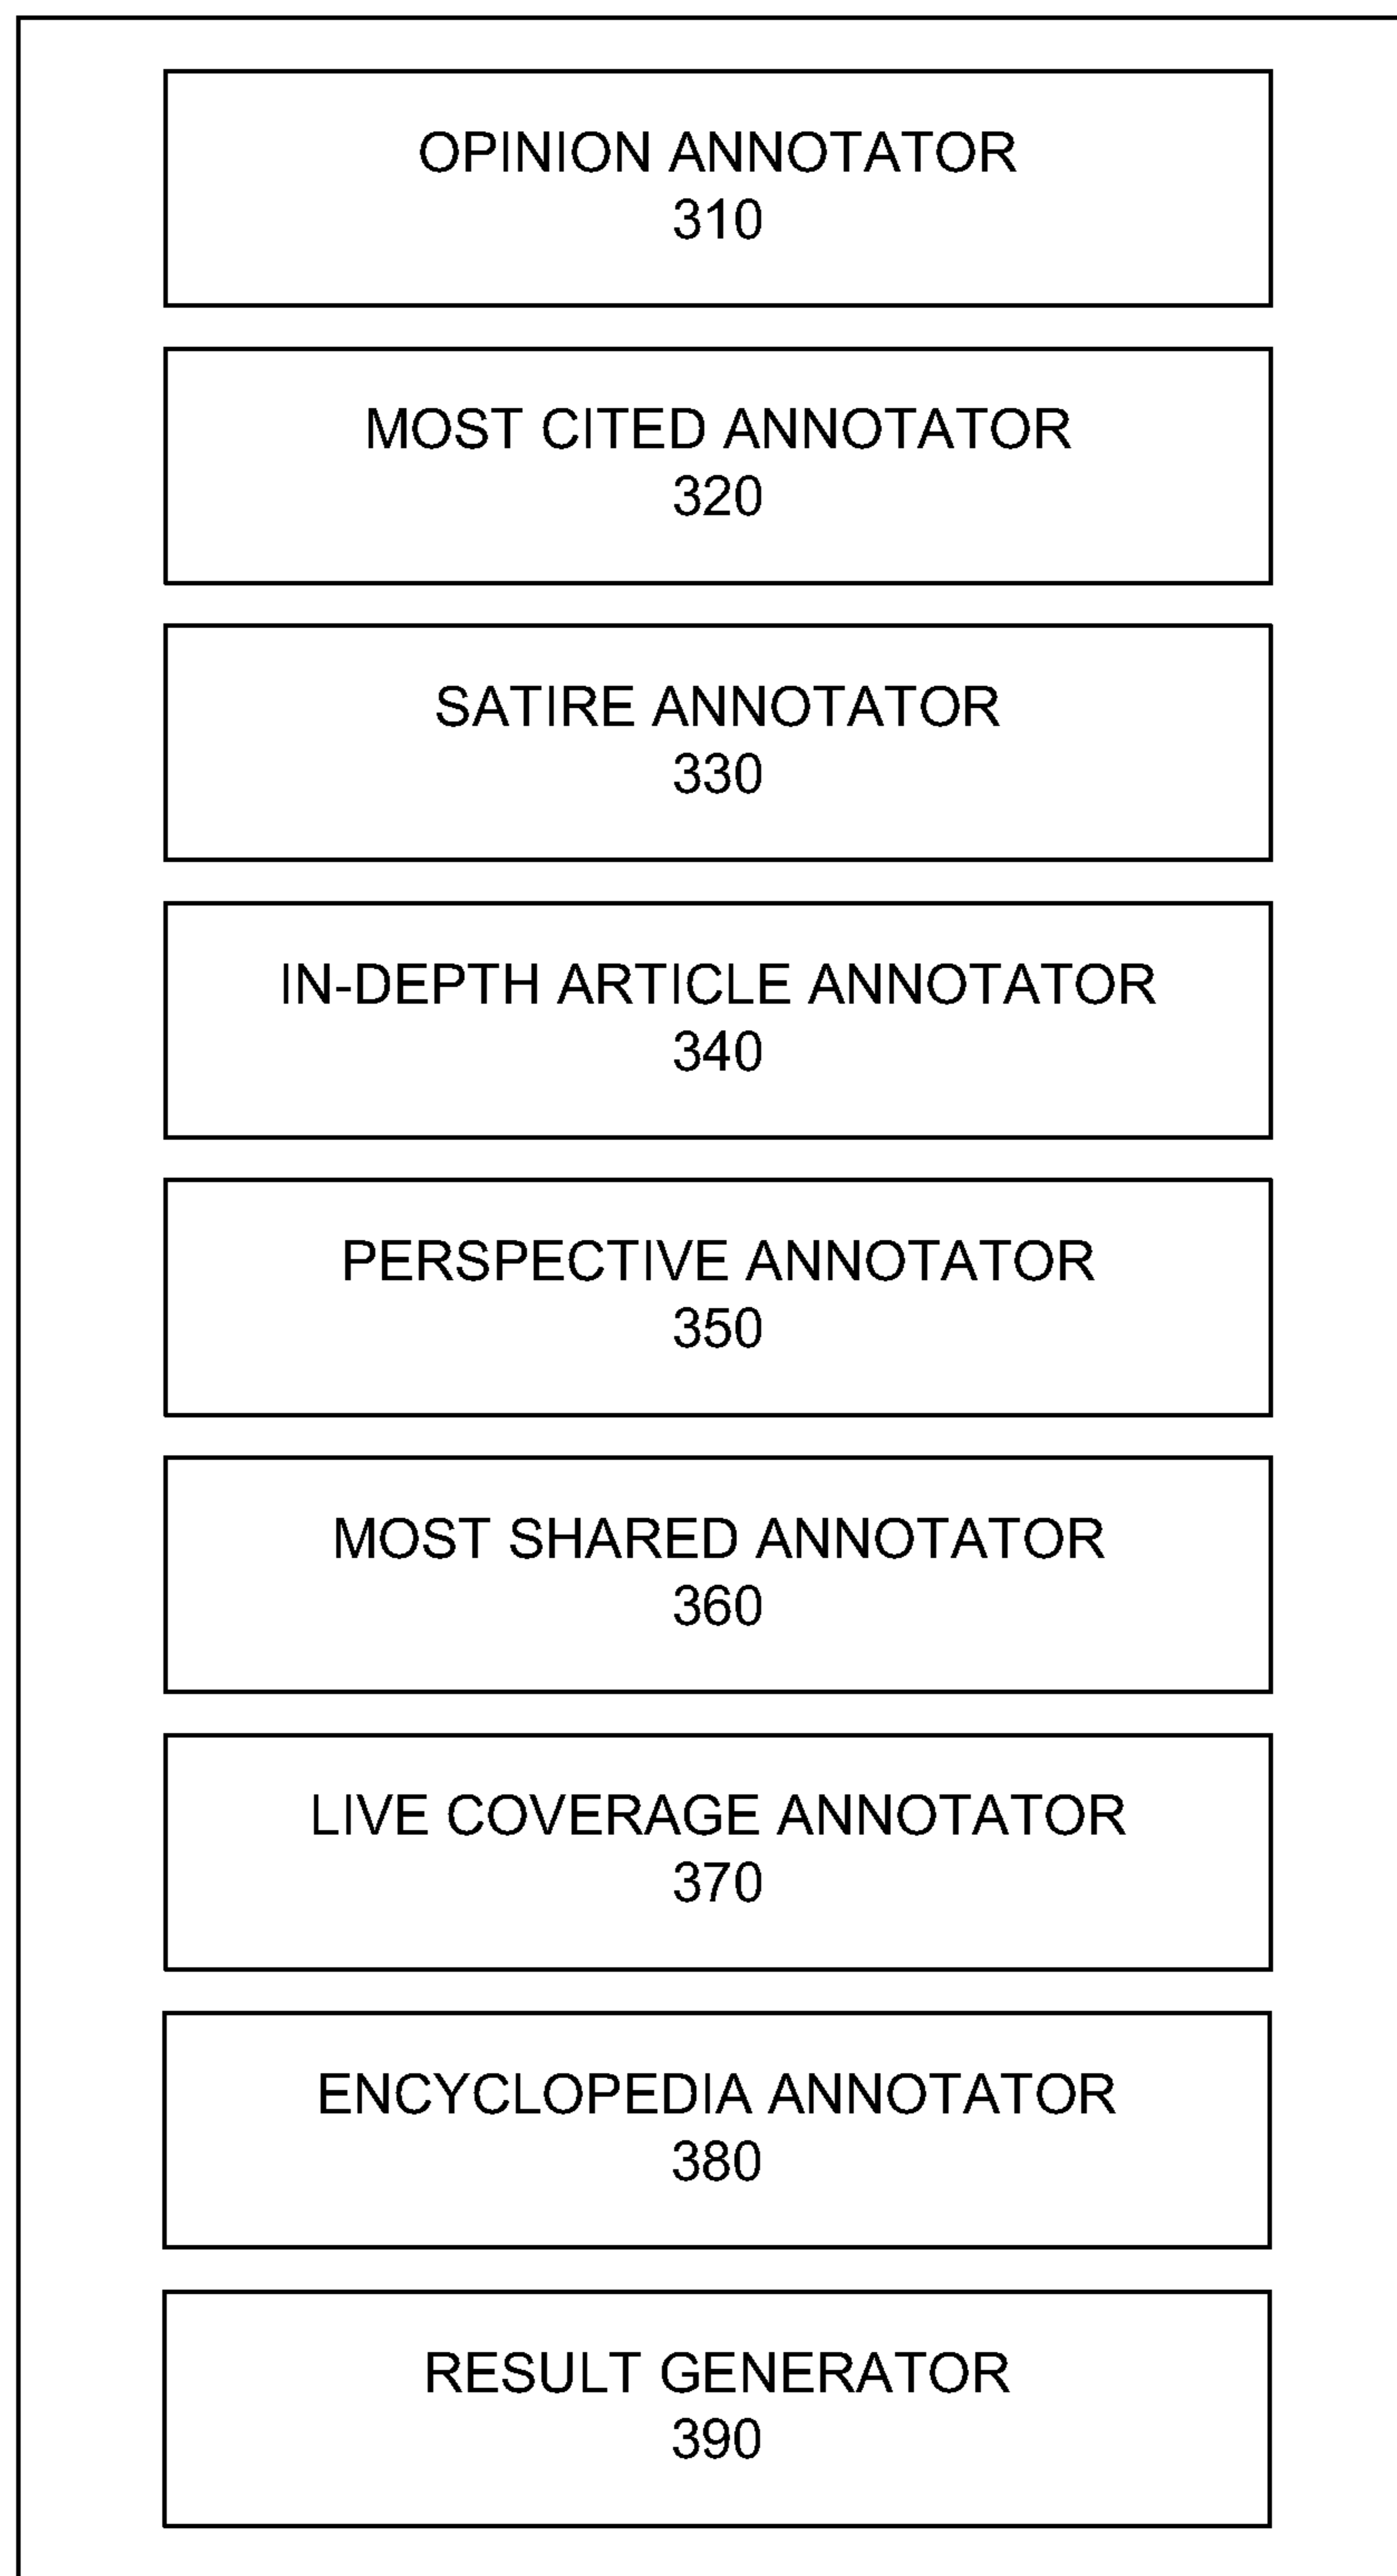 OPINION ANNOTATOR
310
MOST CITED ANNOTATOR
320
SATIRE ANNOTATOR
330
IN-DEPTH ARTICLE ANNOTATOR
340
PERSPECTIVE ANNOTATOR
350
MOST SHARED ANNOTATOR
360
LIVE COVERAGE ANNOTATOR
370
ENCYCLOPEDIA ANNOTATOR
380
RESULT GENERATOR
390